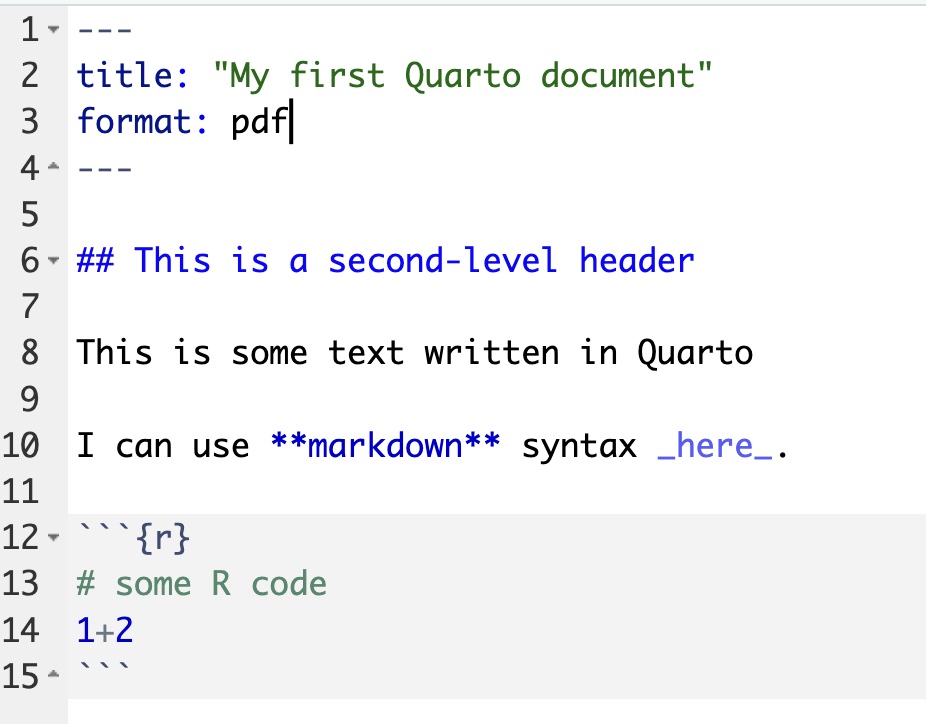 1 ---
2 title: "My first Quarto document"
3 format: pdf
4 ---
5
6 ## This is a second-level header
7
8 This is some text written in Quarto
9
10 I can use **markdown** syntax _here_.
11
12 ```{r}
13 # some R code
14 1+2
15 ```